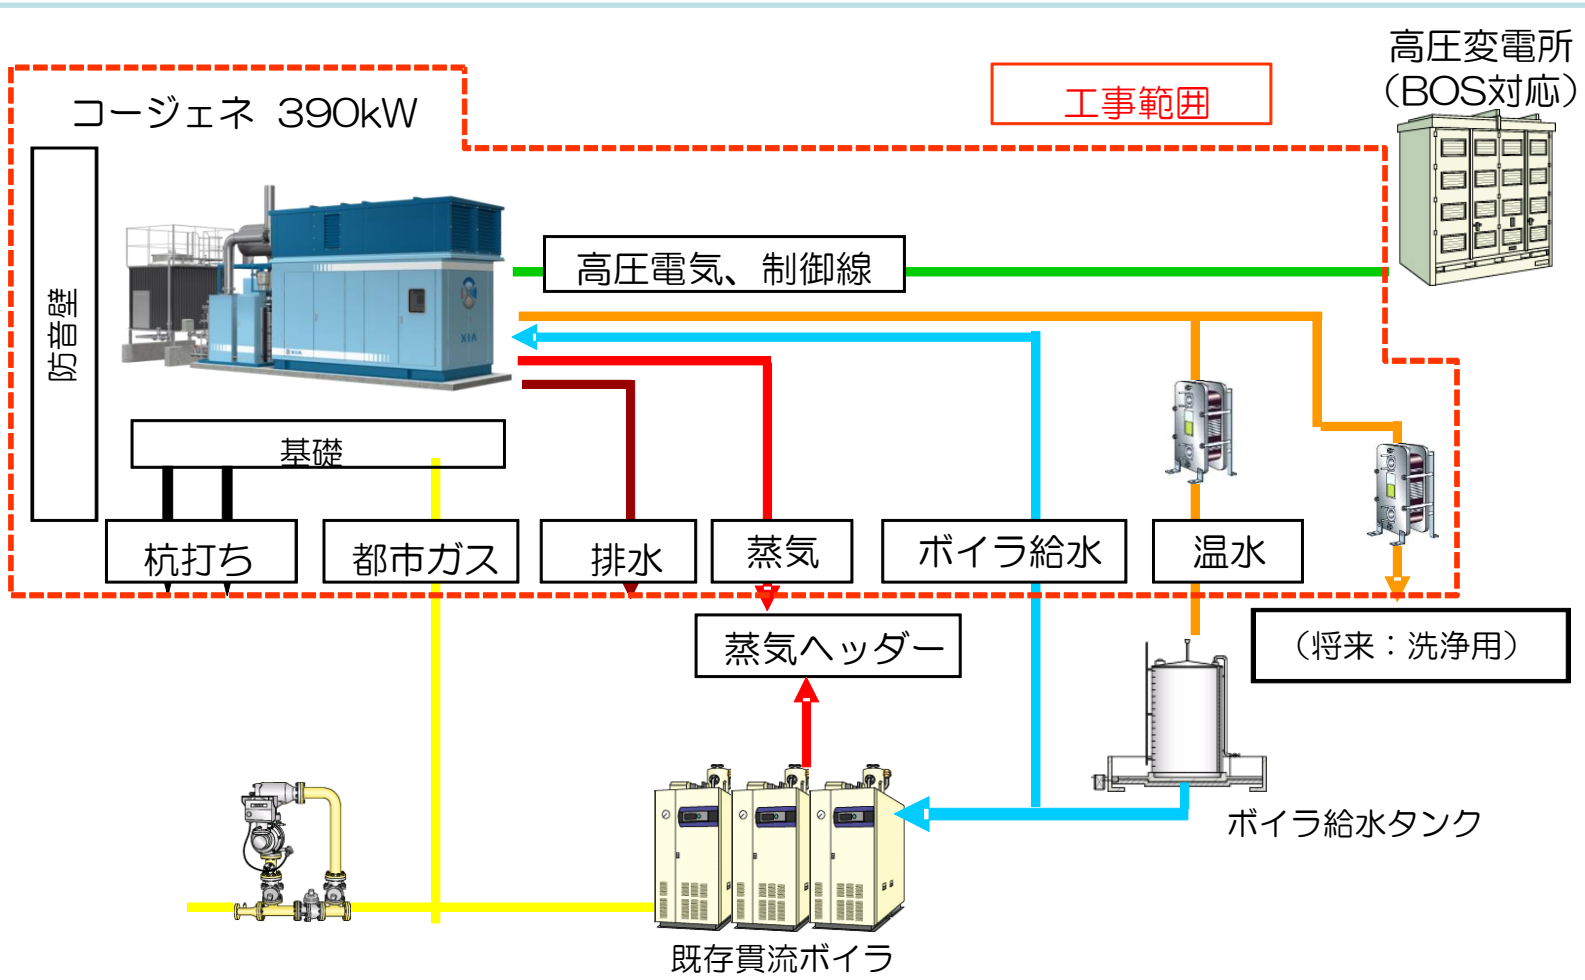 高圧変電所
(BOS対応)
工事範囲
コージェネ 390kW
防音壁
高圧電気、制御線
XIA
基礎
杭打ち
都市ガス
排水
蒸気
ボイラ給水
温水
蒸気ヘッダー
（将来：洗浄用）
ボイラ給水タンク
既存貫流ボイラ